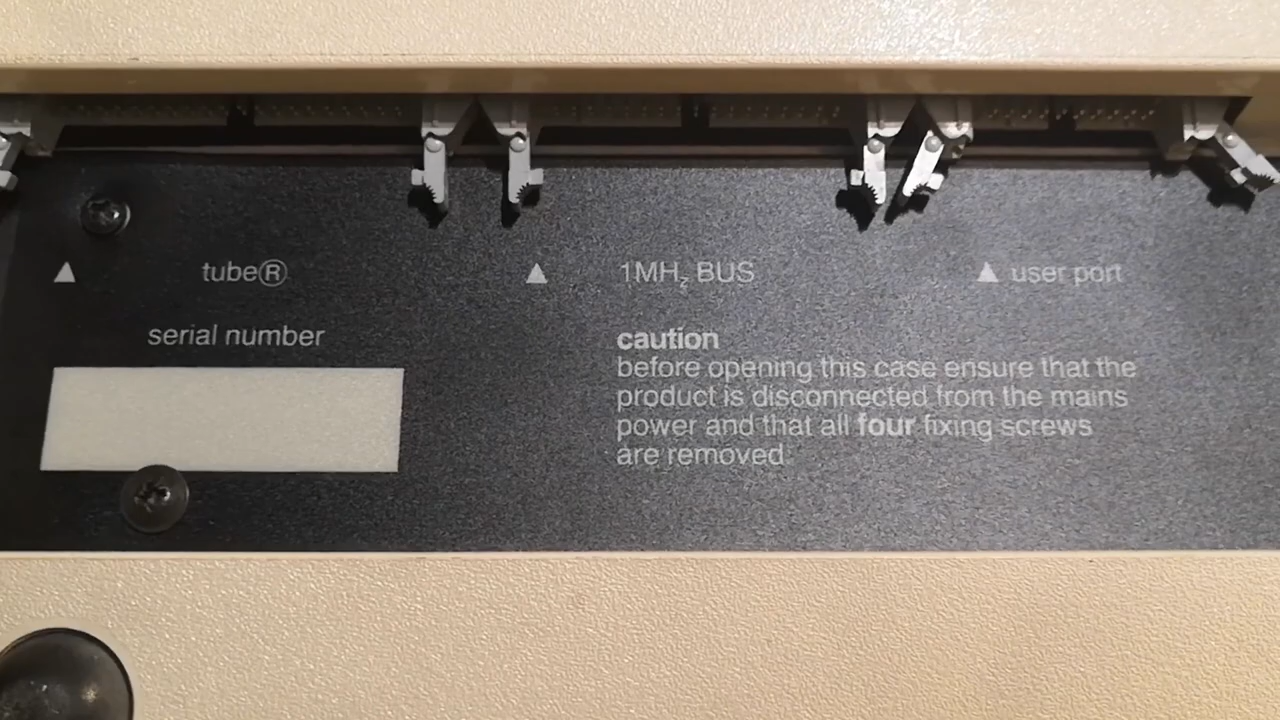 tube® 1MHz BUS user port
serial number
caution
before opening this case ensure that the
product is disconnected from the mains
power and that all four fixing screws
are removed